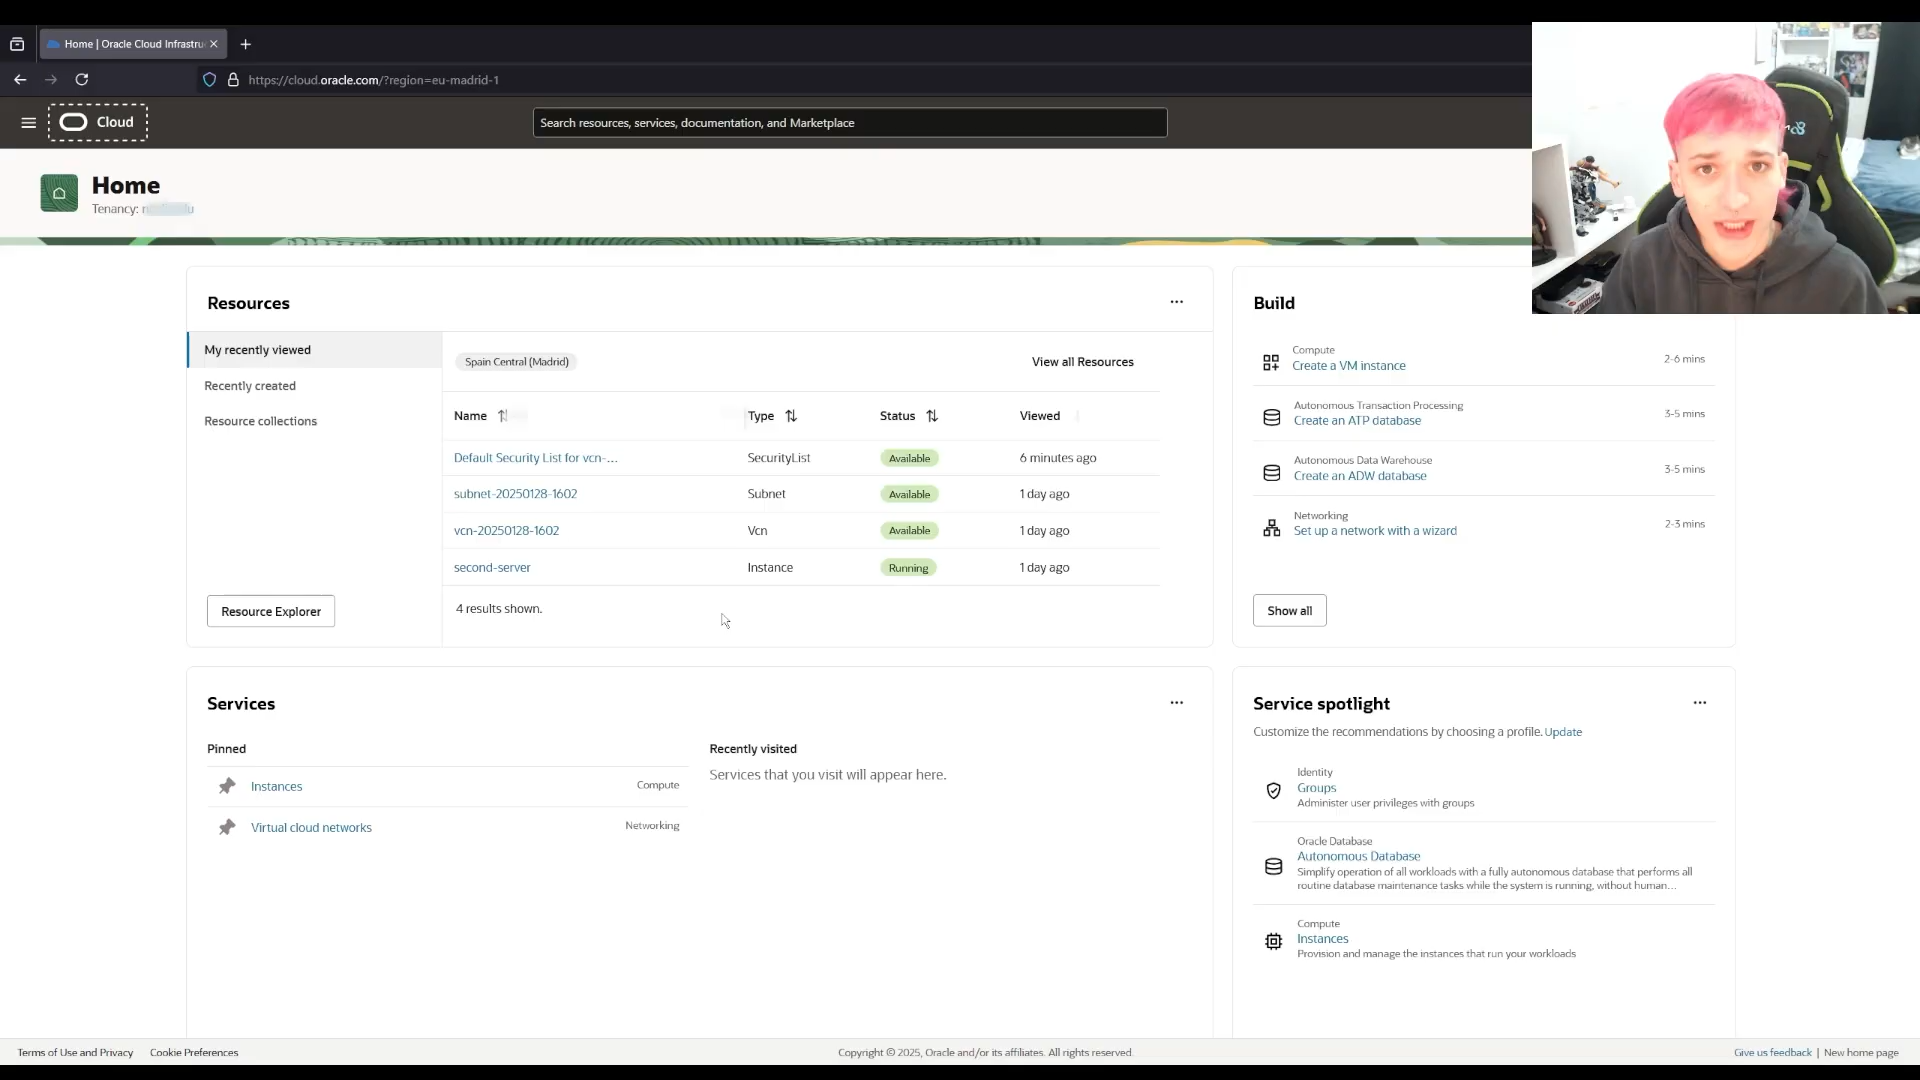 Home | Oracle Cloud Infrastru
https://cloud.oracle.com/?region=eu-madrid-1
Cloud
Search resources, services, documentation, and Marketplace
Home
Tenancy:
Resources
My recently viewed
Recently created
Resource collections
Resource Explorer
Spain Central (Madrid)
View all Resources
Name Type Status Viewed
Default Security List for vcn-... SecurityList Available 6 minutes ago
subnet-20250128-1602 Subnet Available 1 day ago
vcn-20250128-1602 Vcn Available 1 day ago
second-server Instance Running 1 day ago
4 results shown.
Build
Compute
Create a VM instance 2-6 mins
Autonomous Transaction Processing
Create an ATP database 3-5 mins
Autonomous Data Warehouse
Create an ADW database 3-5 mins
Networking
Set up a network with a wizard 2-3 mins
Show all
Services
Pinned
Instances Compute
Virtual cloud networks Networking
Recently visited
Services that you visit will appear here.
Service spotlight
Customize the recommendations by choosing a profile. Update
Identity
Groups
Administer user privileges with groups
Oracle Database
Autonomous Database
Simplify operation of all workloads with a fully autonomous database that performs all
routine database maintenance tasks while the system is running, without human...
Compute
Instances
Provision and manage the instances that run your workloads
Terms of Use and Privacy Cookie Preferences
Copyright © 2025, Oracle and/or its affiliates. All rights reserved.
Give us feedback | New home page